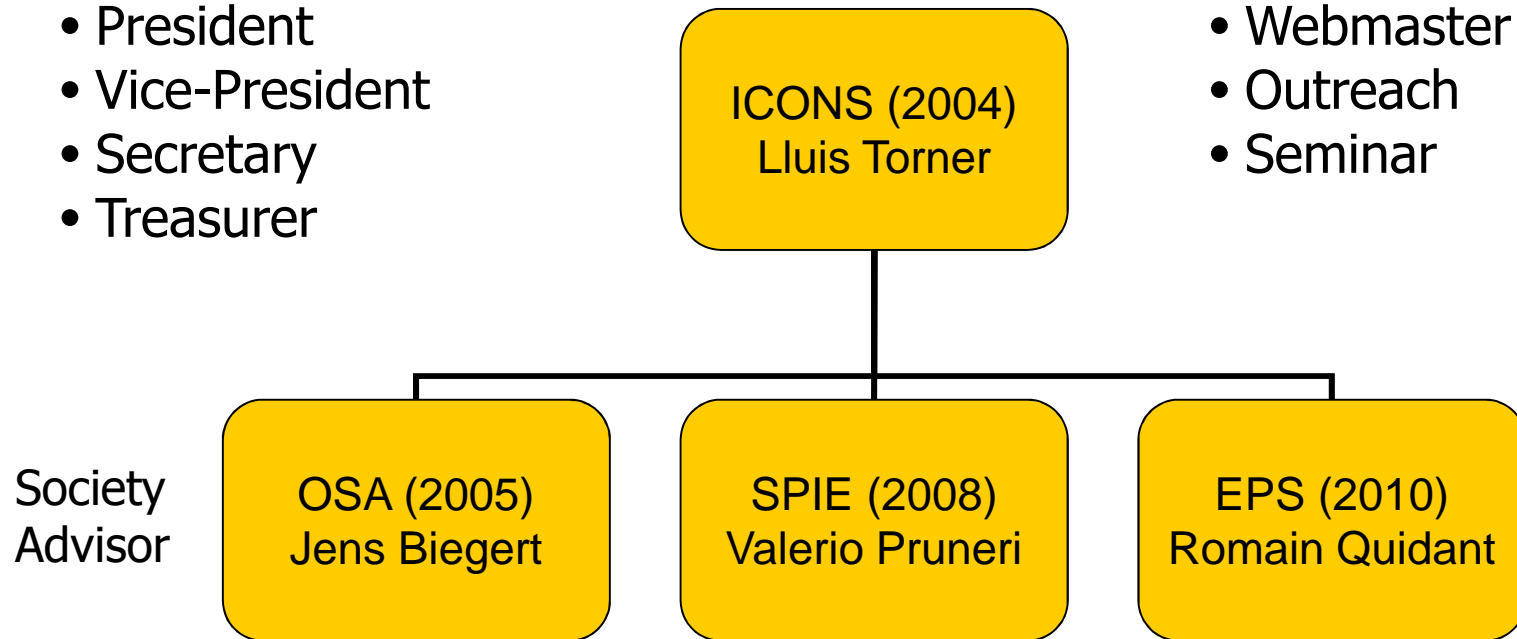 • President
• Vice-President
• Secretary
• Treasurer
ICONS (2004)
Lluis Torner
• Webmaster
• Outreach
• Seminar
Society
Advisor
OSA (2005)
Jens Biegert
SPIE (2008)
Valerio Pruneri
EPS (2010)
Romain Quidant